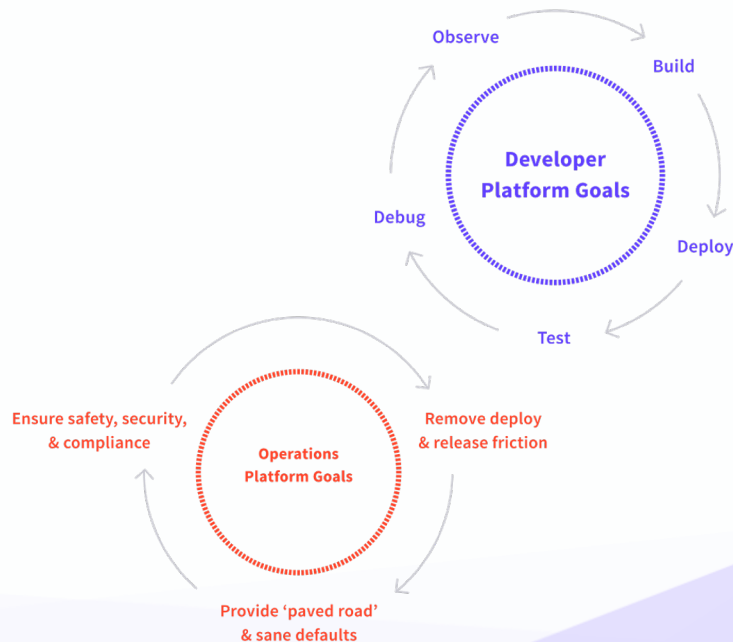 Observe
Build
Developer
Platform Goals
Debug
Deploy
Test
Ensure safety, security,
& compliance
Remove deploy
& release friction
Operations
Platform Goals
Provide ‘paved road’
& sane defaults